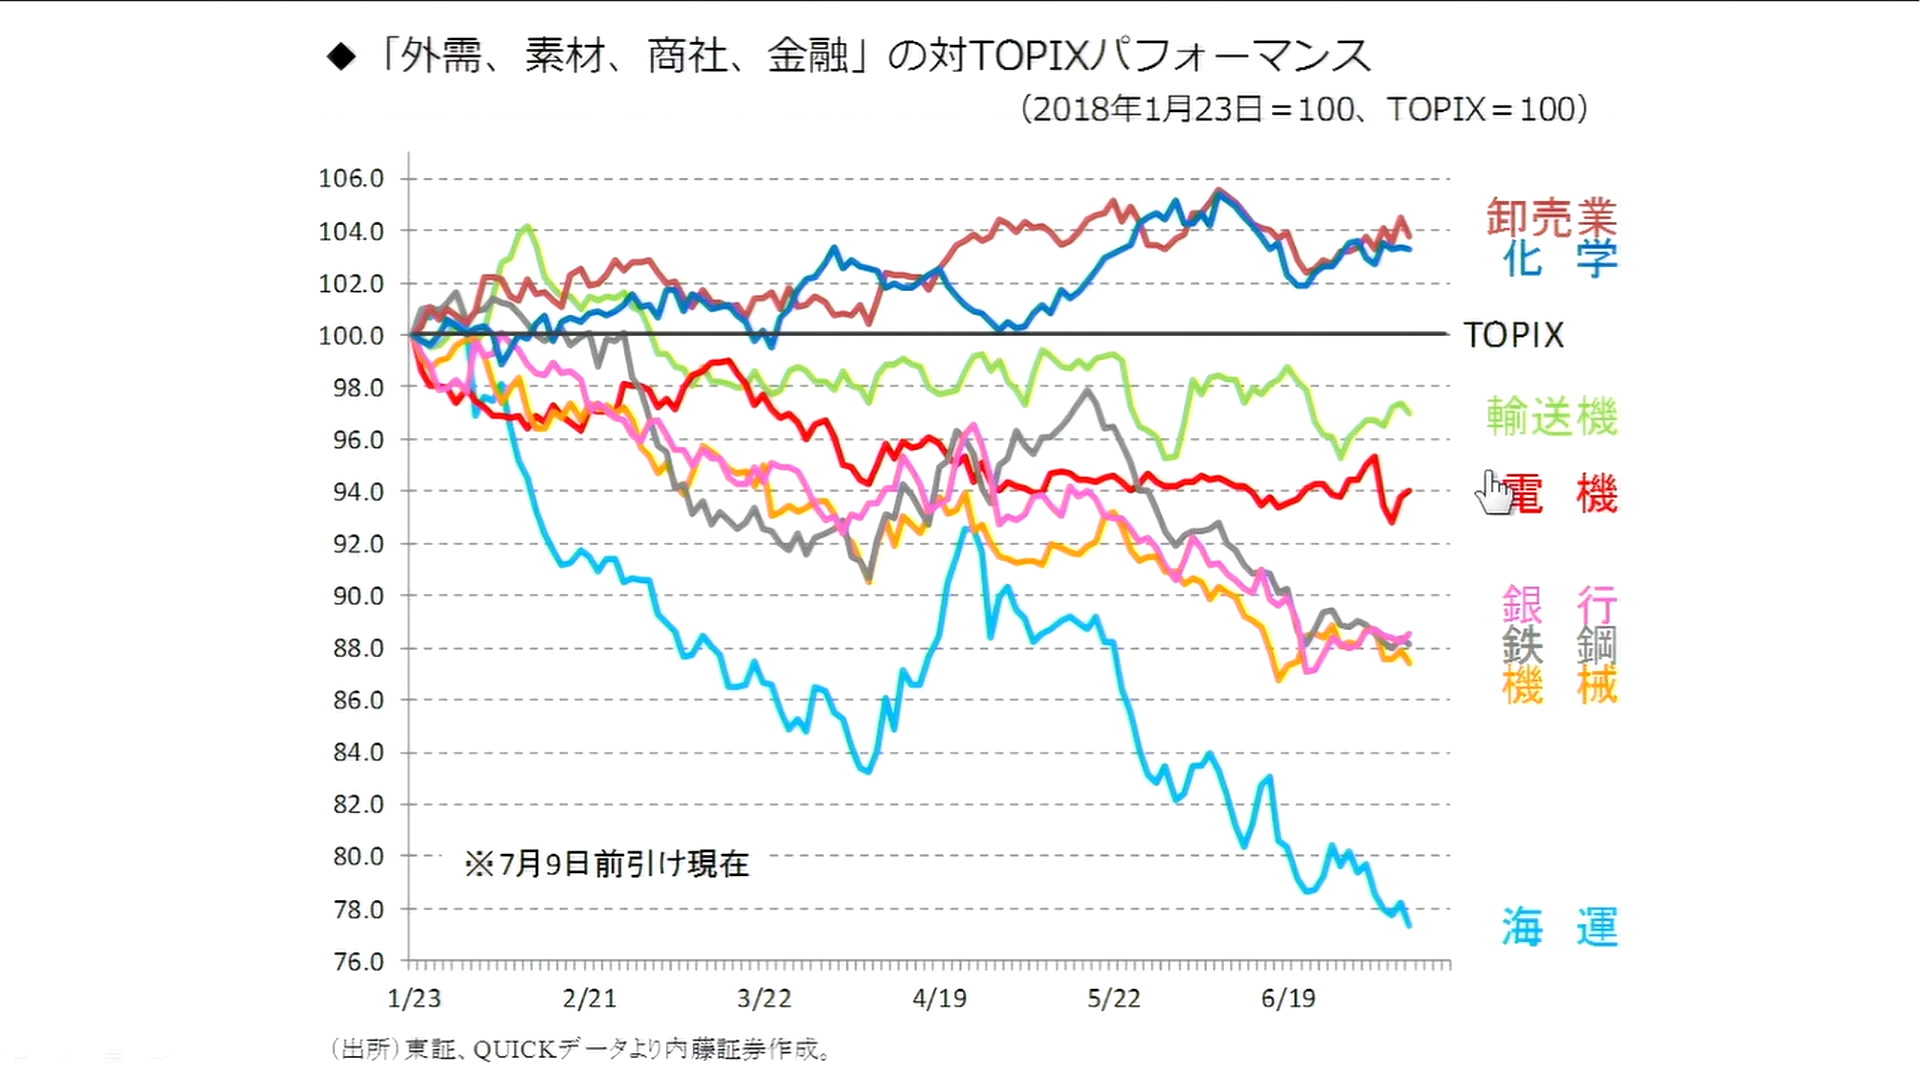 ◆「外需、素材、商社、金融」の対TOPIXパフォーマンス
（2018年1月23日＝100、TOPIX＝100）
106.0
104.0
102.0
100.0
98.0
96.0
94.0
92.0
90.0
88.0
86.0
84.0
82.0
80.0
78.0
76.0
卸売業
化 学
TOPIX
輸送機
電 機
銀 行
鉄 鋼
機 械
海 運
※7月9日前引け現在
1/23 2/21 3/22 4/19 5/22 6/19
（出所）東証、QUICKデータより内藤証券作成。